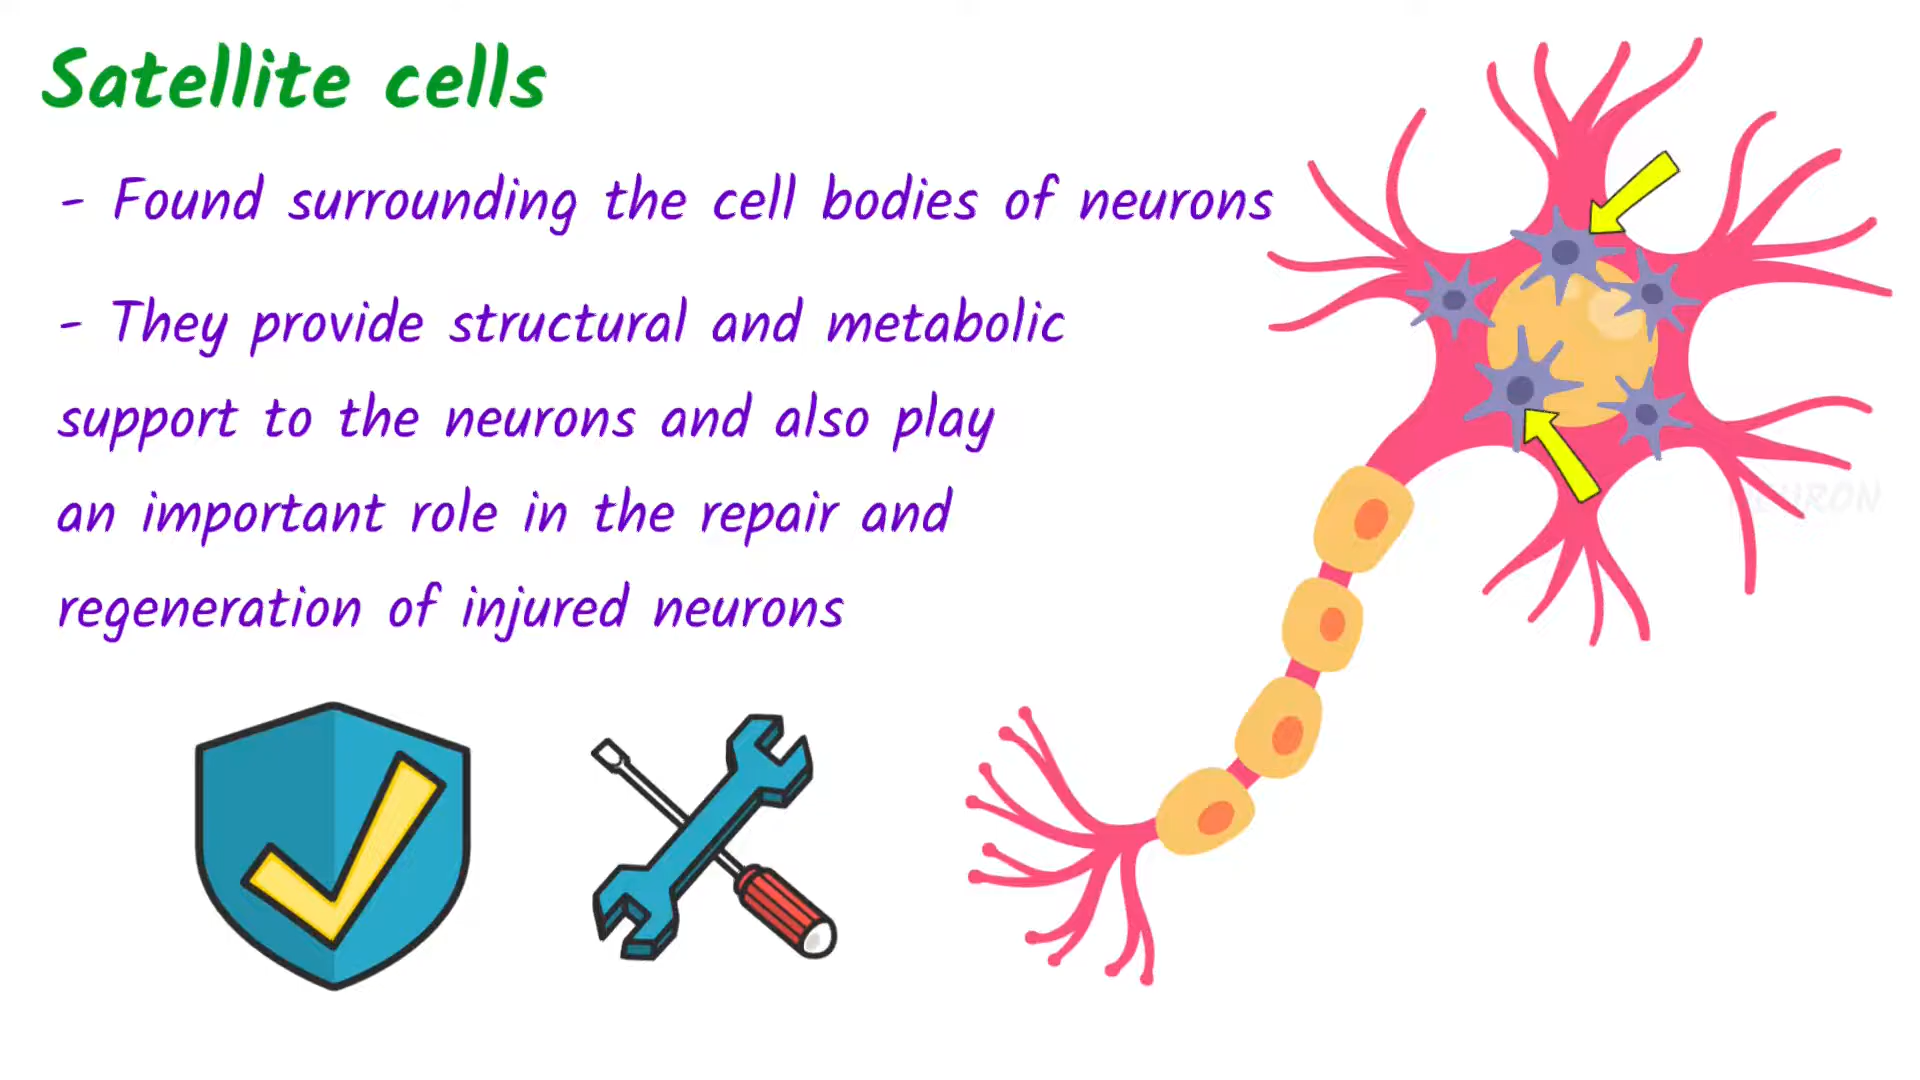 Satellite cells
- Found surrounding the cell bodies of neurons
- They provide structural and metabolic
support to the neurons and also play
an important role in the repair and
regeneration of injured neurons
NEURON